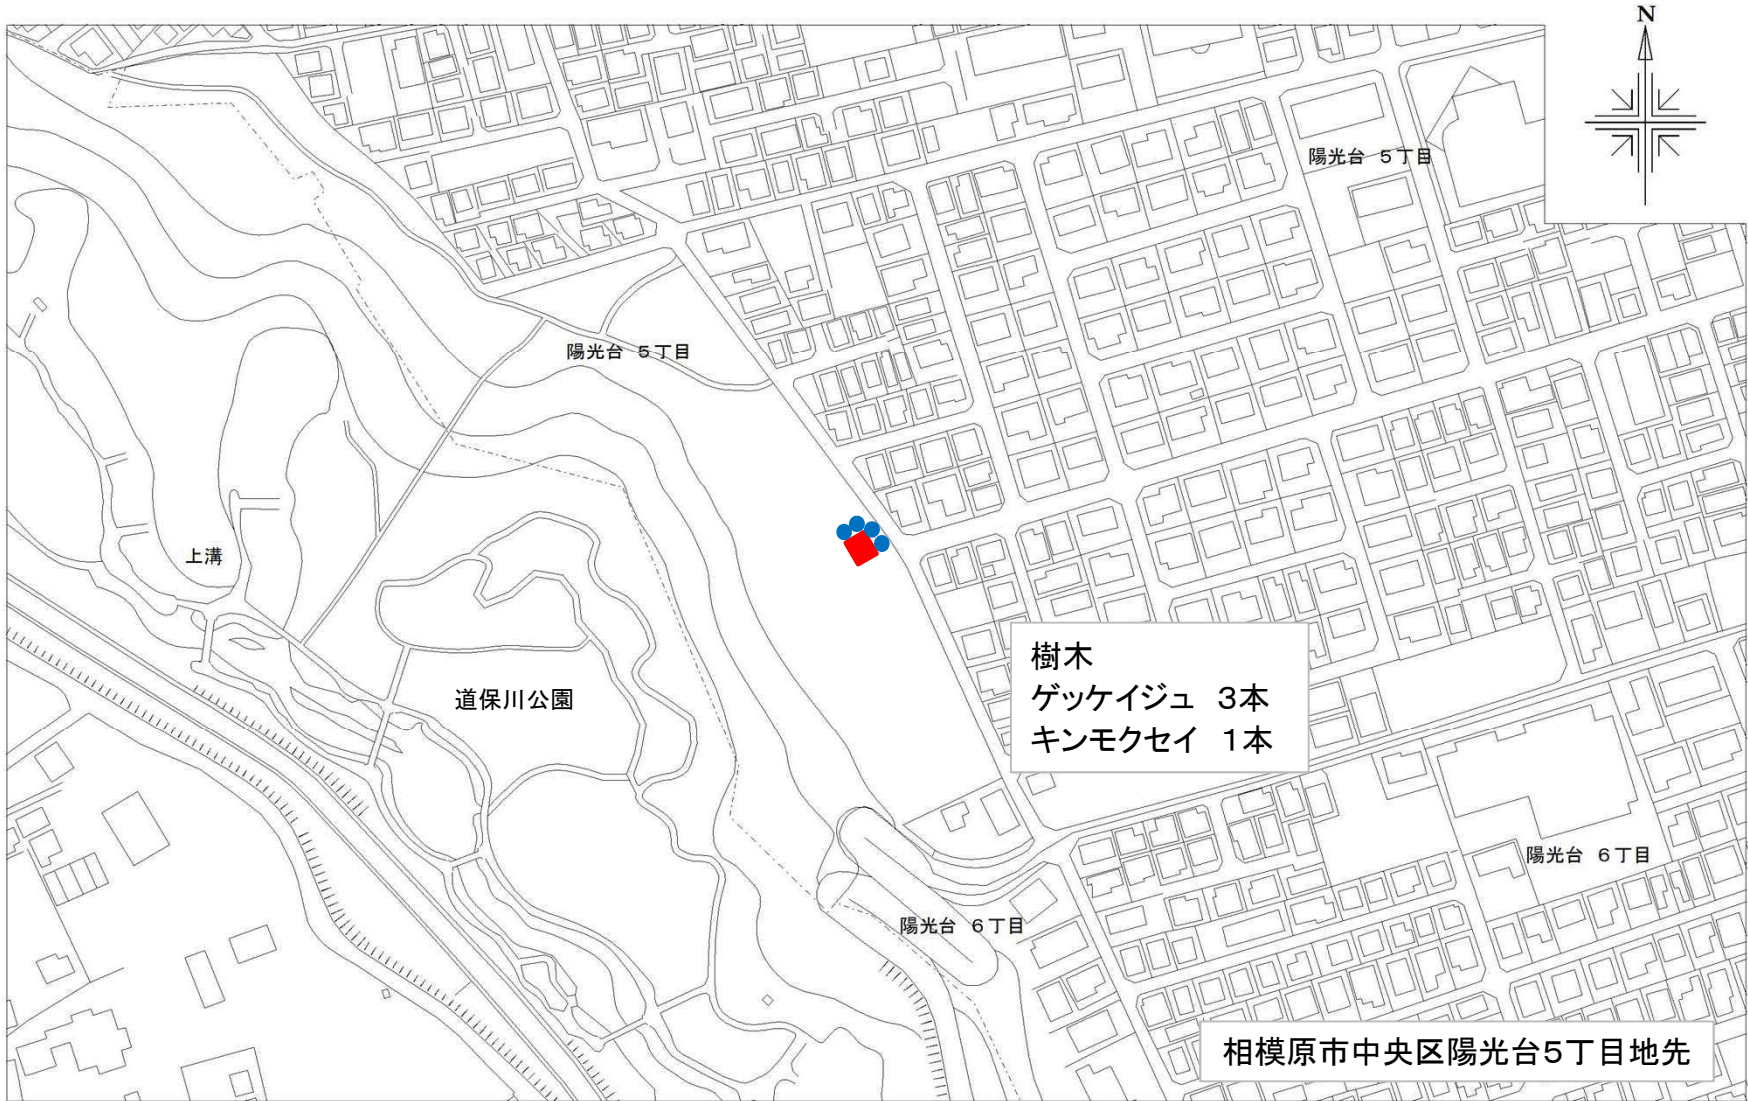 N
陽光台 5丁目
陽光台 5丁目
上溝
樹木
ゲッケイジュ 3本
キンモクセイ 1本
道保川公園
陽光台 6丁目
陽光台 6丁目
相模原市中央区陽光台5丁目地先